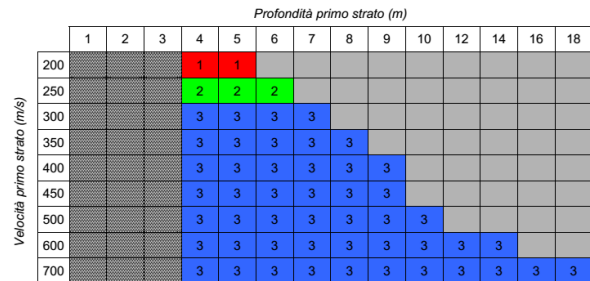 Profondità primo strato (m)
1 2 3 4 5 6 7 8 9 10 12 14 16 18
Velocità primo strato (m/s)
200 1 1
250 2 2 2
300 3 3 3 3
350 3 3 3 3 3
400 3 3 3 3 3 3
450 3 3 3 3 3 3
500 3 3 3 3 3 3 3
600 3 3 3 3 3 3 3 3 3
700 3 3 3 3 3 3 3 3 3 3 3